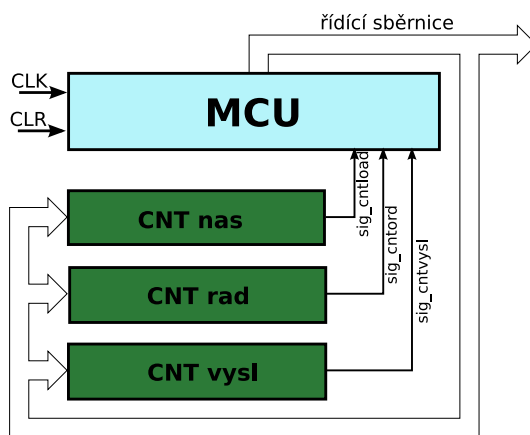 řídící sběrnice
CLK
MCU
CLR
sig_cntload
CNT nas
sig_cntord
CNT rad
sig_cntvysl
CNT vysl